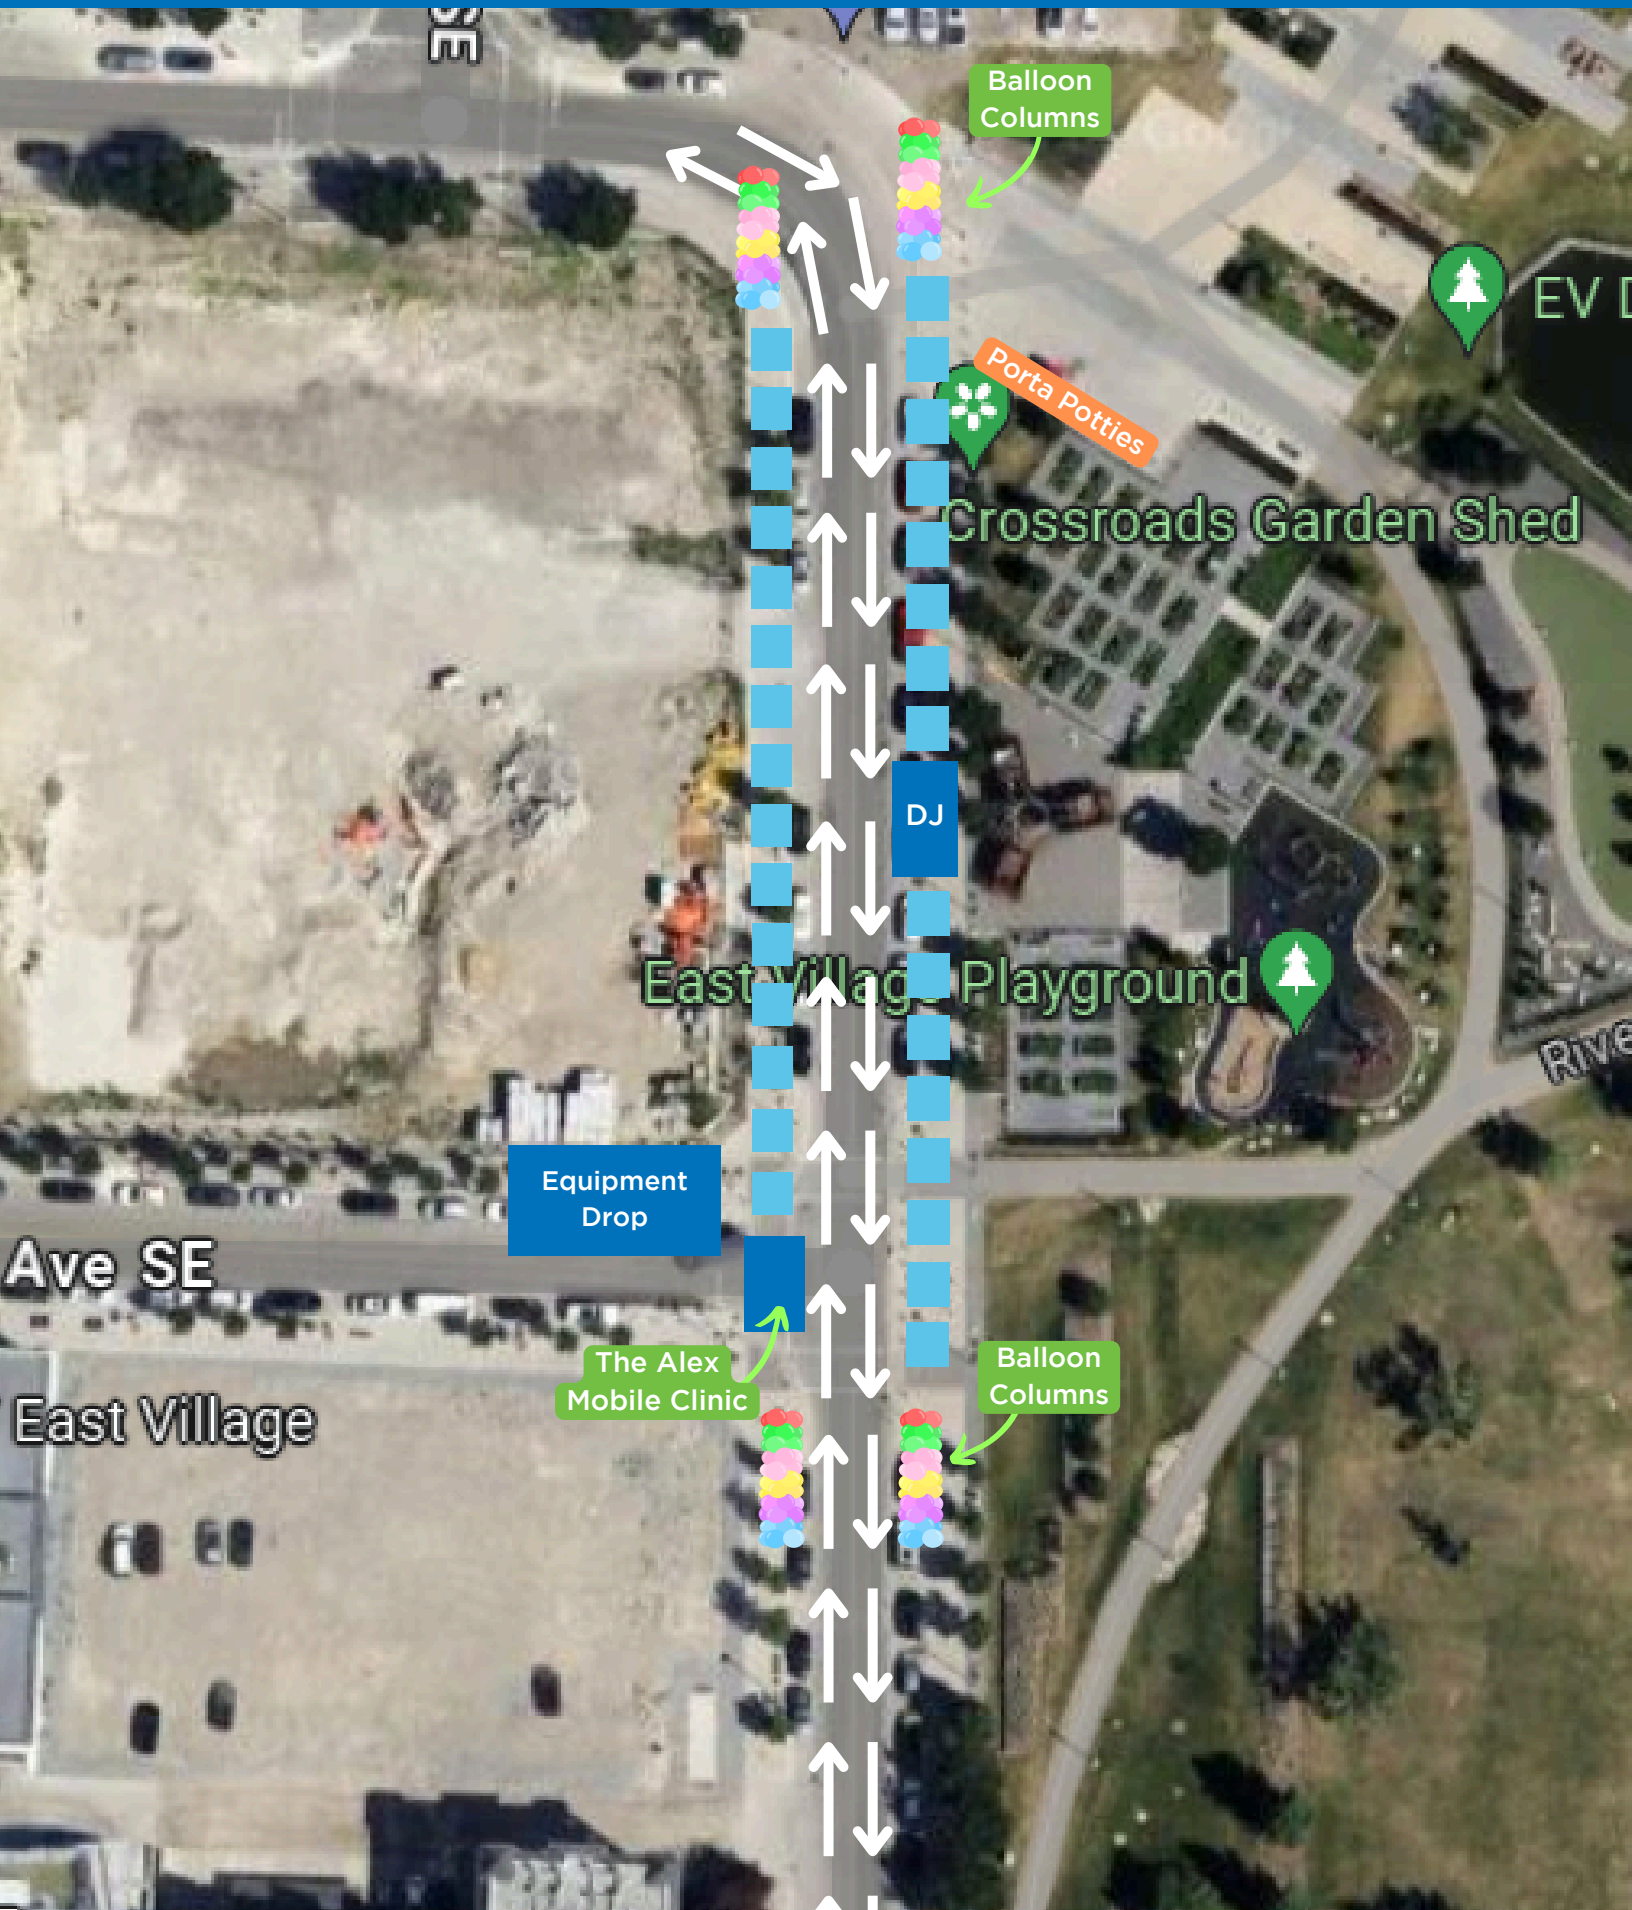 SE
Balloon
Columns
EV D
Porta Potties
Crossroads Garden Shed
DJ
East Village Playground
Rive
Equipment
Drop
Ave SE
The Alex
Mobile Clinic
Balloon
Columns
East Village